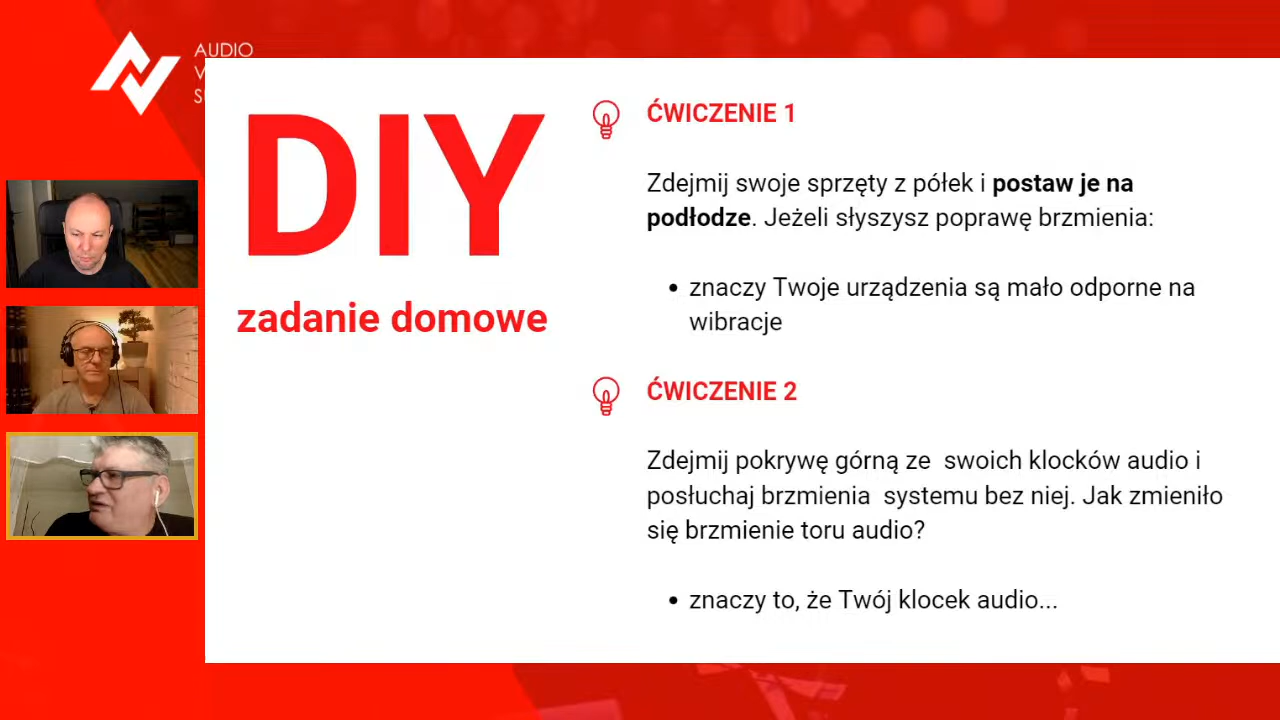 AUDIO
DIY
zadanie domowe
ĆWICZENIE 1
Zdejmij swoje sprzęty z półek i postaw je na
podłodze. Jeżeli słyszysz poprawę brzmienia:
• znaczy Twoje urządzenia są mało odporne na
wibracje
ĆWICZENIE 2
Zdejmij pokrywę górną ze swoich klocków audio i
posłuchaj brzmienia systemu bez niej. Jak zmieniło
się brzmienie toru audio?
• znaczy to, że Twój klocek audio...